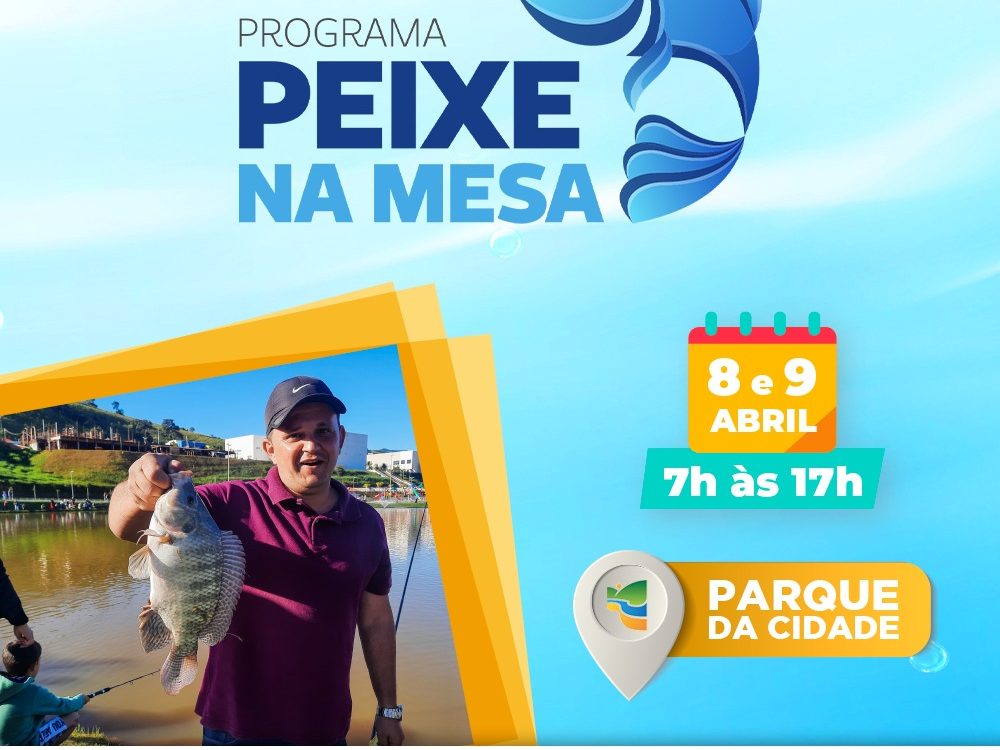 PROGRAMA
PEIXE
NA MESA
8 e 9
ABRIL
7h às 17h
PARQUE
DA CIDADE